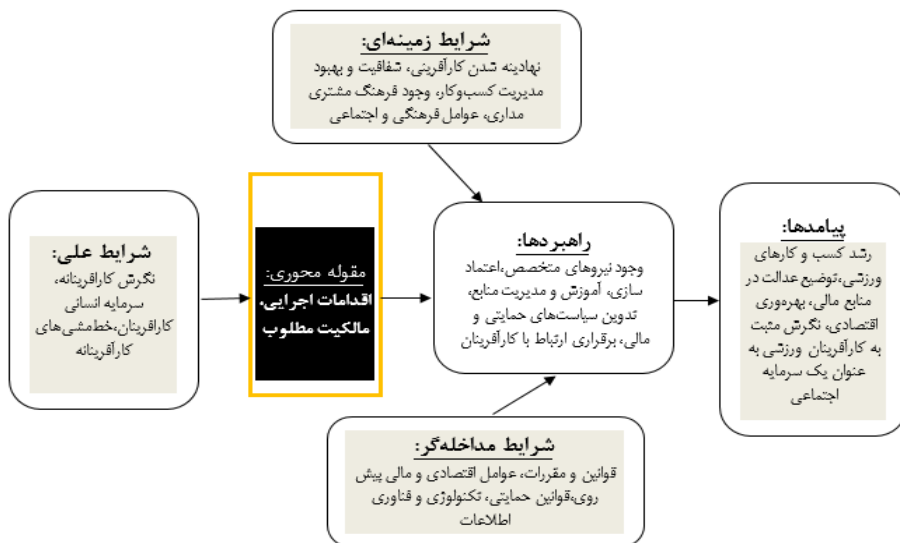 شرایط زمینه‌ای:
نهادینه شدن کارآفرینی، شفاقیت و بهبود
مدیریت کسب‌وکار، وجود فرهنگ مشتری
مداری، عوامل فرهنگی و اجتماعی
شرایط علی:
نگرش کاراقرینانه،
سرمایه انسانی
کاراقرینان،خط‌مشی‌های
کارآفرینانه
مقوله محوری:
اقدامات اجرایی،
مالکیت مطلوب
راهبردها:
وجود نیروهای متخصص،اعتماد
سازی، آموزش و مدیریت منابع،
تدوین سیاست‌های حمایتی و
مالی، برقراری ارتباط با کارآفرینان
پیامدها:
رشد کسب و کارهای
ورزشی،توضیع عدالت در
منابع مالی، بهره‌وری
اقتصادی، نگرش مثبت
به کارآفرینان ورزشی به
عنوان یک سرمایه
اجتماعی
شرایط مداخله‌گر:
قوانین و مقررات، عوامل اقتصادی و مالی پیش
روی،قوانین حمایتی، تکنولوژی و فناوری
اطلاعات